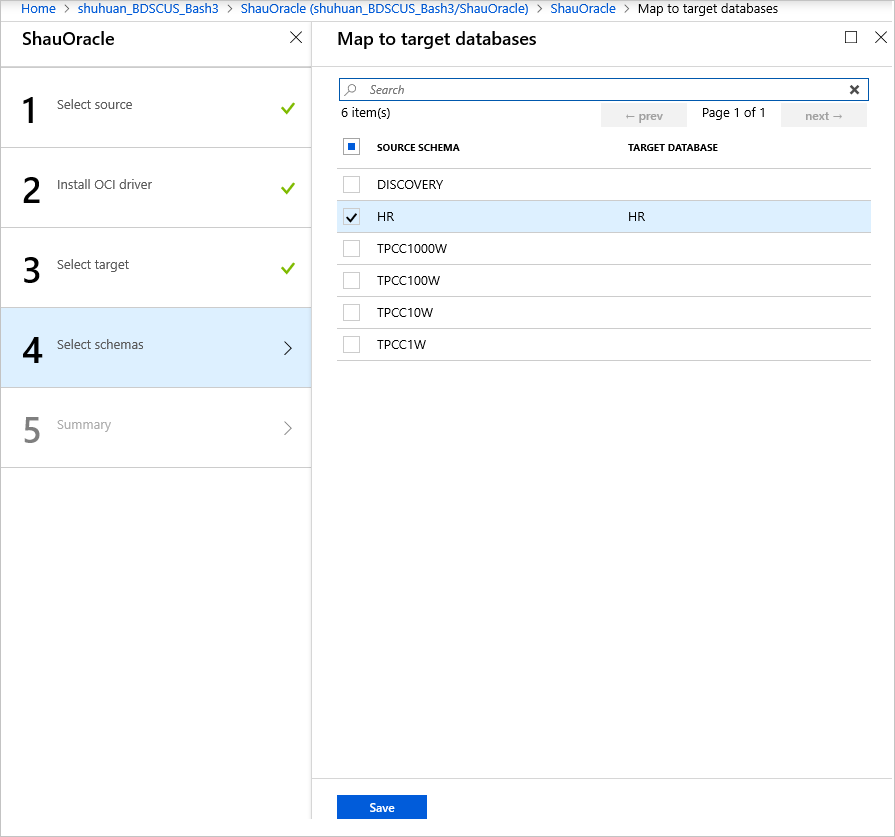 Home > shuhuan_BDSCUS_Bash3 > ShauOracle (shuhuan_BDSCUS_Bash3/ShauOracle) > ShauOracle > Map to target databases
ShauOracle
1 Select source
2 Install OCI driver
3 Select target
4 Select schemas
5 Summary
Map to target databases
Search
6 item(s) ← prev Page 1 of 1 next →
SOURCE SCHEMA TARGET DATABASE
DISCOVERY
HR HR
TPCC1000W
TPCC100W
TPCC10W
TPCC1W
Save